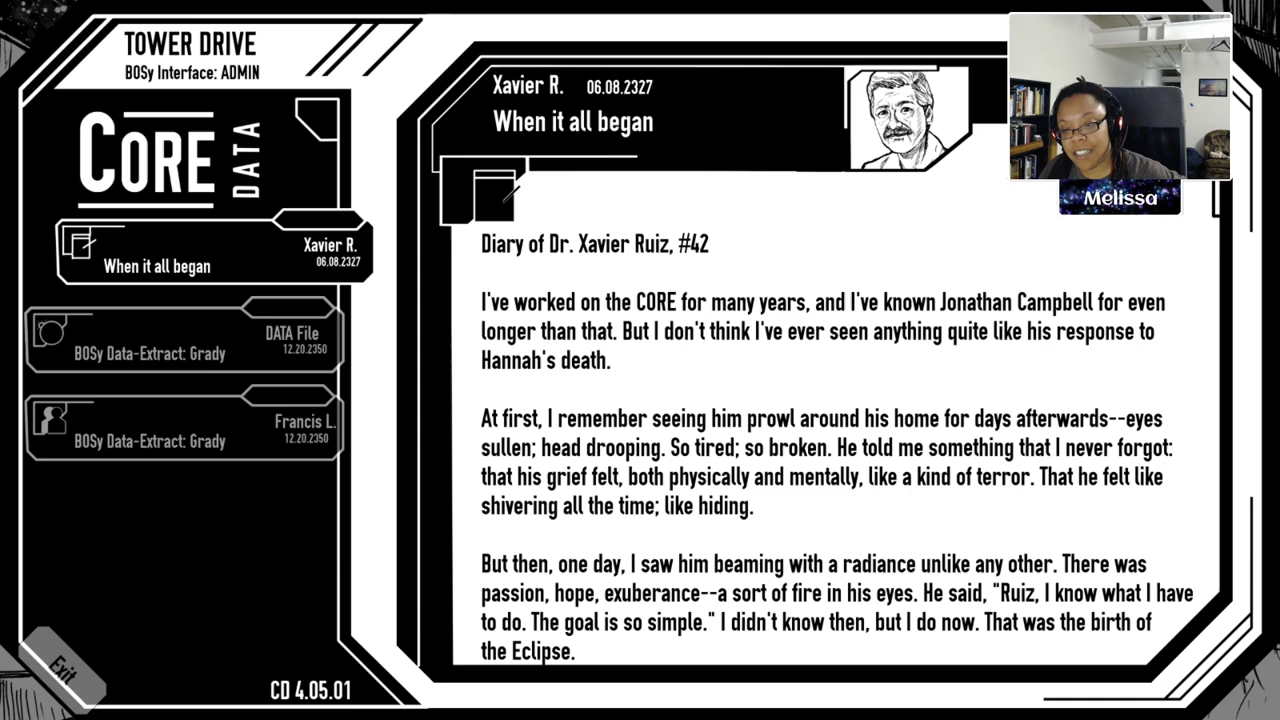 TOWER DRIVE
BOSy Interface: ADMIN
CORE
DATA
When it all began
Xavier R.
06.08.2327
DATA File
12.20.2350
BOSy Data-Extract: Grady
Francis L.
12.20.2350
BOSy Data-Extract: Grady
Exit
CD 4.05.01
Xavier R. 06.08.2327
When it all began
Melissa
Diary of Dr. Xavier Ruiz, #42
I've worked on the CORE for many years, and I've known Jonathan Campbell for even
longer than that. But I don't think I've ever seen anything quite like his response to
Hannah's death.
At first, I remember seeing him prowl around his home for days afterwards--eyes
sullen; head drooping. So tired; so broken. He told me something that I never forgot:
that his grief felt, both physically and mentally, like a kind of terror. That he felt like
shivering all the time; like hiding.
But then, one day, I saw him beaming with a radiance unlike any other. There was
passion, hope, exuberance--a sort of fire in his eyes. He said, "Ruiz, I know what I have
to do. The goal is so simple." I didn't know then, but I do now. That was the birth of
the Eclipse.